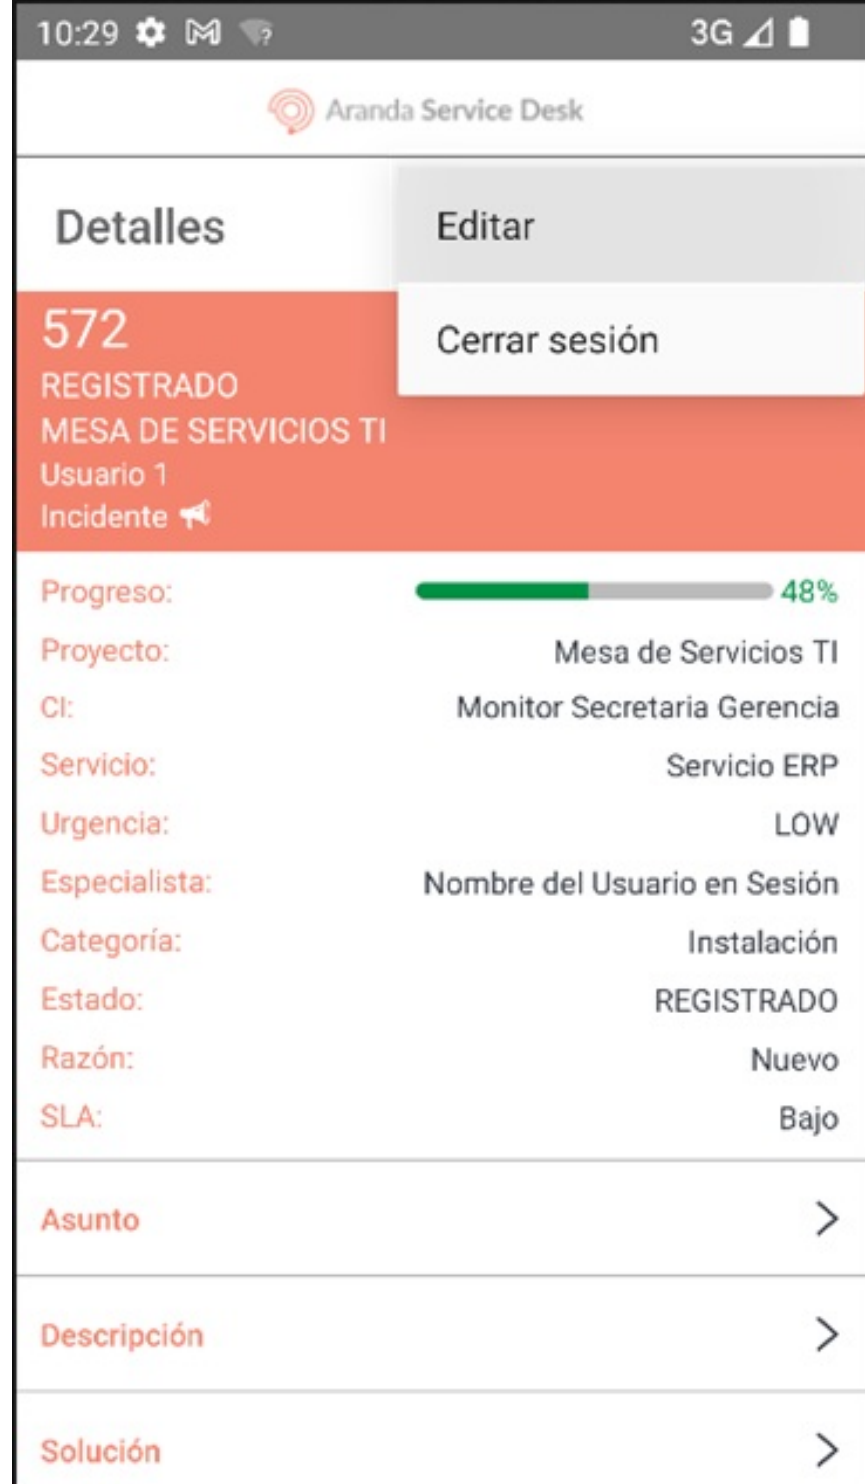 10:29 3G
Aranda Service Desk
Detalles
Editar
Cerrar sesión
572
REGISTRADO
MESA DE SERVICIOS TI
Usuario 1
Incidente
Progreso: 48%
Proyecto: Mesa de Servicios TI
CI: Monitor Secretaria Gerencia
Servicio: Servicio ERP
Urgencia: LOW
Especialista: Nombre del Usuario en Sesión
Categoría: Instalación
Estado: REGISTRADO
Razón: Nuevo
SLA: Bajo
Asunto
Descripción
Solución